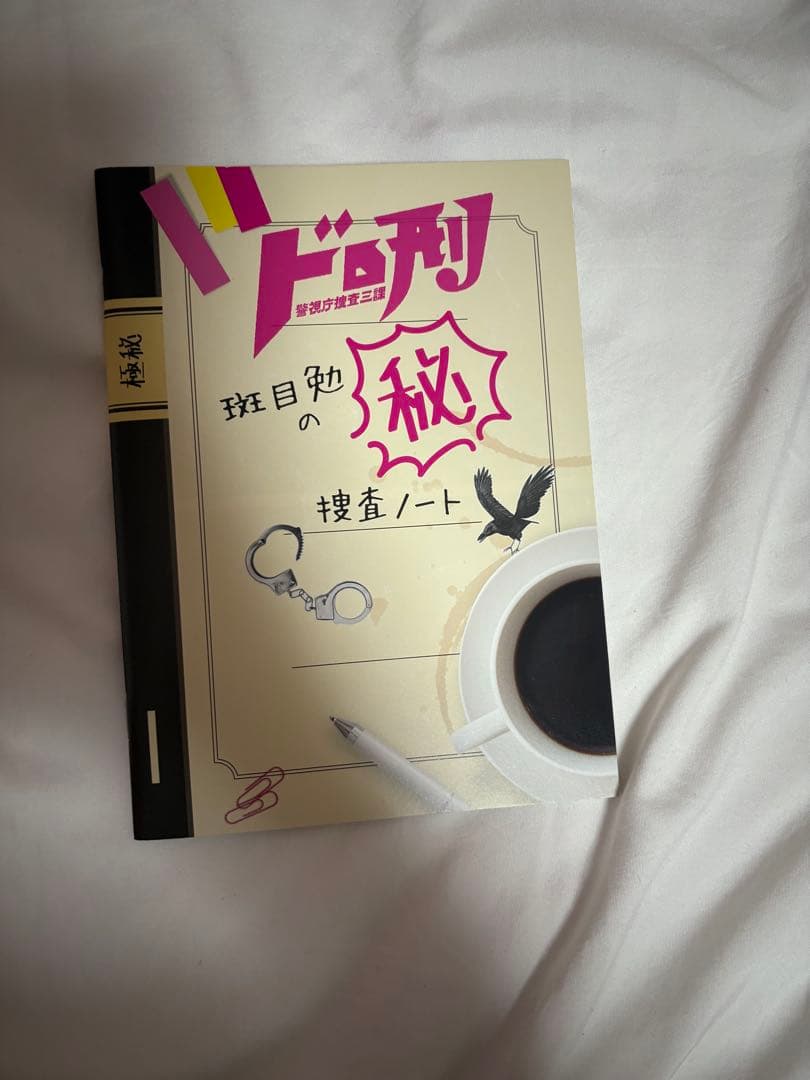 ドロ刑
警視庁捜査三課
斑目勉
の
秘
捜査ノート
極秘